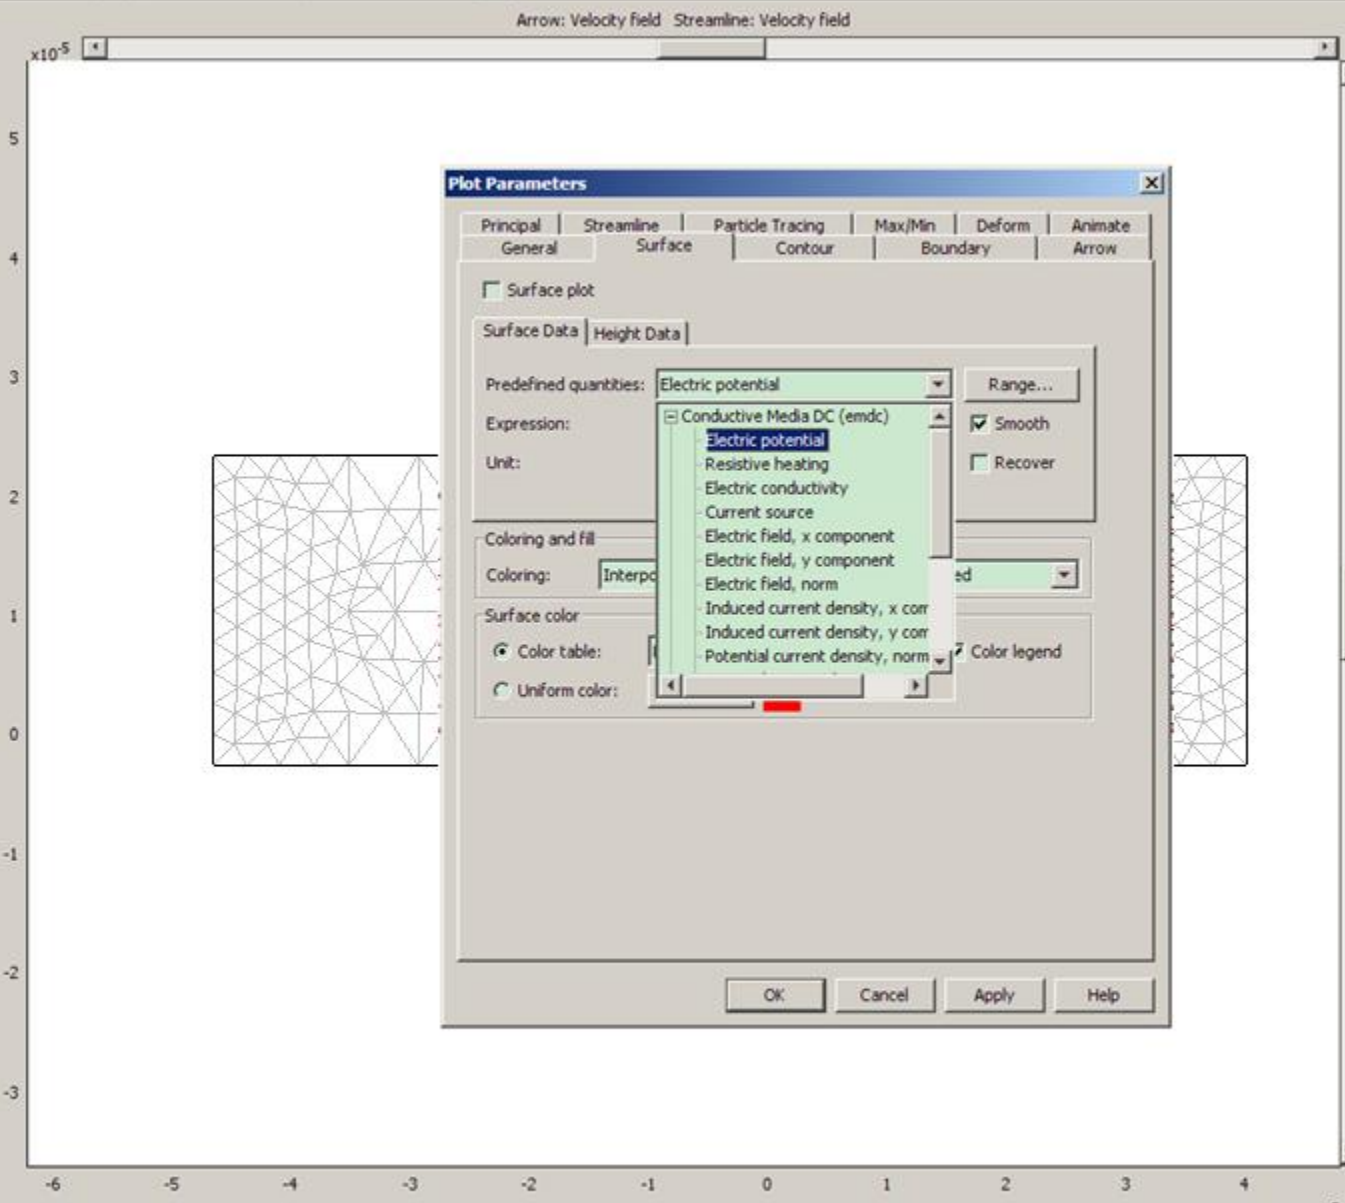 Arrow: Velocity field Streamline: Velocity field
x10-5
5
4
3
2
1
0
-1
-2
-3
-6 -5 -4 -3 -2 -1 0 1 2 3 4
Plot Parameters
Principal Streamline Particle Tracing Max/Min Deform Animate
General Surface Contour Boundary Arrow
Surface plot
Surface Data Height Data
Predefined quantities: Electric potential Range...
Expression: Conductive Media DC (emdc) Smooth
Electric potential
Unit: Resistive heating Recover
Electric conductivity
Current source
Coloring and fill Electric field, x component
Electric field, y component
Coloring: Interpo Electric field, norm ed
Surface color Induced current density, x com
Induced current density, y com
Color table: Potential current density, norm Color legend
Uniform color:
OK Cancel Apply Help